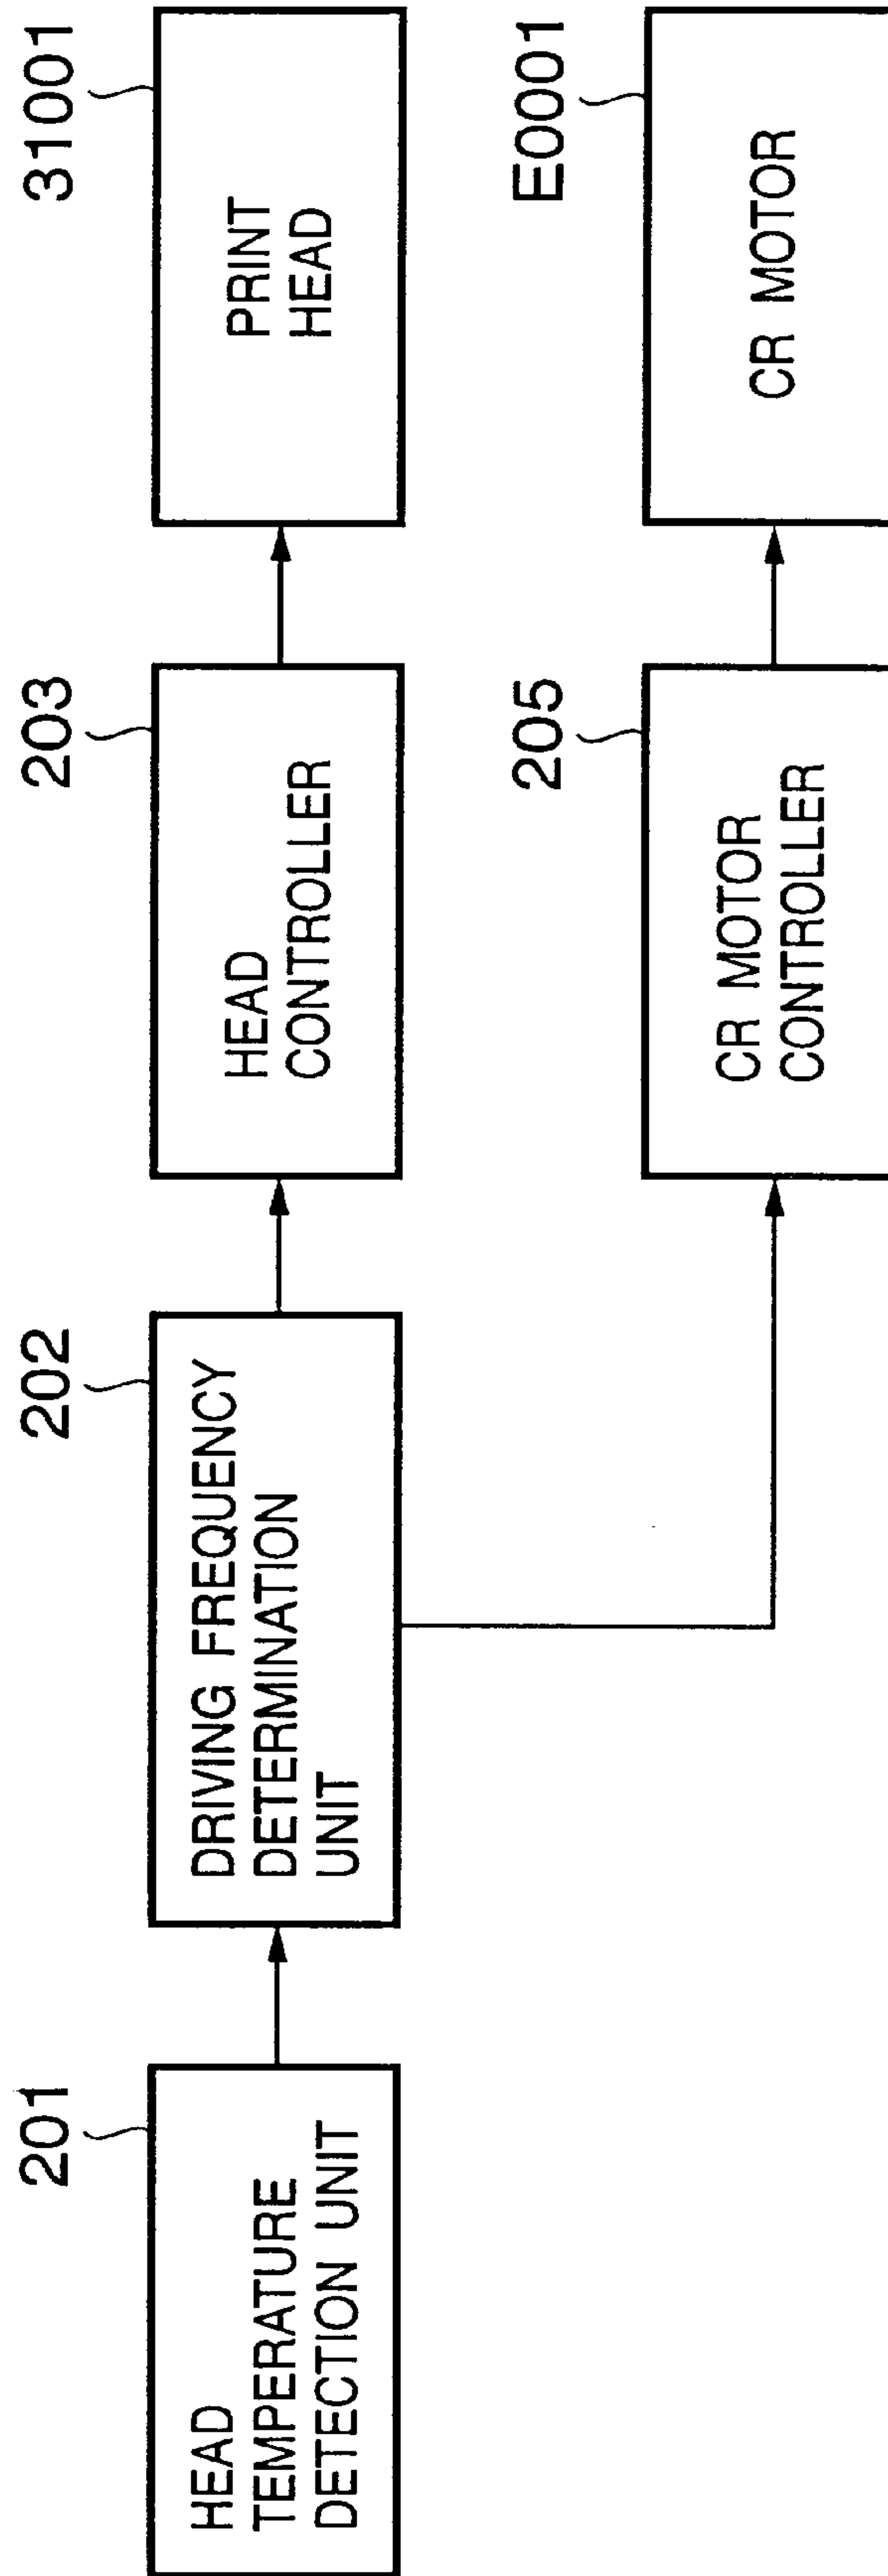 201
HEAD
TEMPERATURE
DETECTION UNIT
202
DRIVING FREQUENCY
DETERMINATION
UNIT
203
HEAD
CONTROLLER
31001
PRINT
HEAD
205
CR MOTOR
CONTROLLER
E0001
CR MOTOR